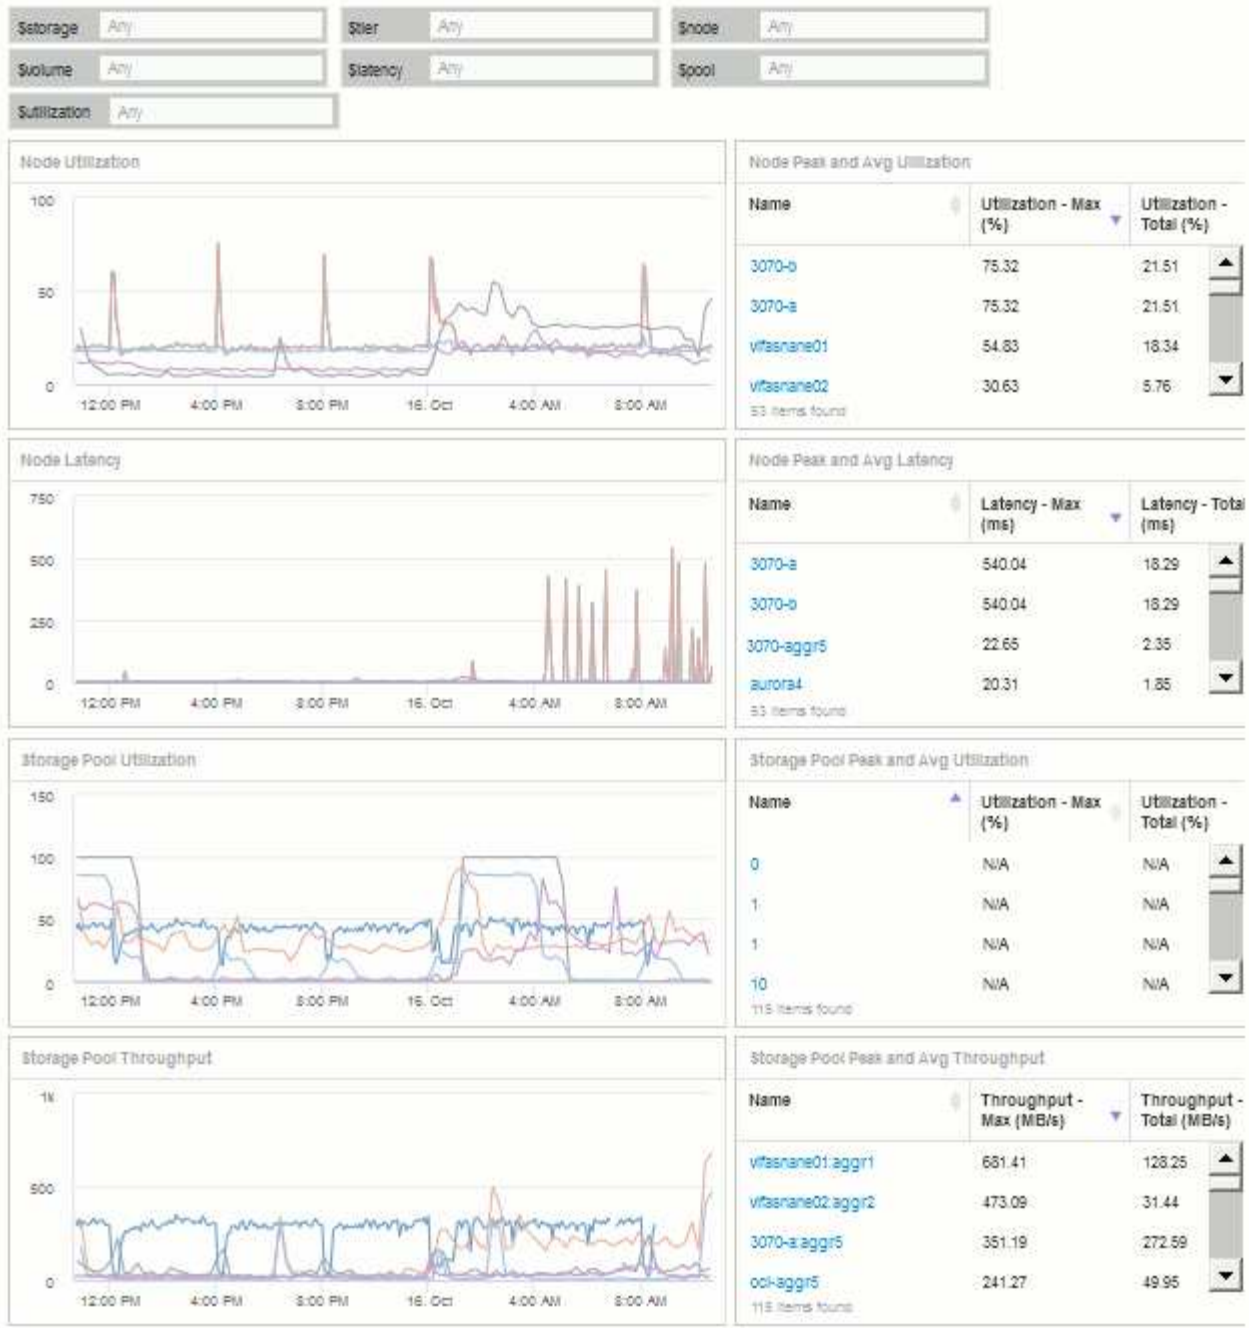 $storage Any $tier Any $node Any
$volume Any $latency Any $pool Any
$utilization Any
Node Utilization
100
50
0
12:00 PM 4:00 PM 8:00 PM 16. Oct 4:00 AM 8:00 AM
Node Peak and Avg Utilization
Name Utilization - Max (%) Utilization - Total (%)
3070-b 75.32 21.51
3070-a 75.32 21.51
vifasnane01 54.83 18.34
vifasnane02 30.63 5.76
53 items found
Node Latency
750
500
250
0
12:00 PM 4:00 PM 8:00 PM 16. Oct 4:00 AM 8:00 AM
Node Peak and Avg Latency
Name Latency - Max (ms) Latency - Total (ms)
3070-a 540.04 18.29
3070-b 540.04 18.29
3070-aggr5 22.65 2.35
aurora4 20.31 1.85
53 items found
Storage Pool Utilization
150
100
50
0
12:00 PM 4:00 PM 8:00 PM 16. Oct 4:00 AM 8:00 AM
Storage Pool Peak and Avg Utilization
Name Utilization - Max (%) Utilization - Total (%)
0 N/A N/A
1 N/A N/A
1 N/A N/A
10 N/A N/A
115 items found
Storage Pool Throughput
1k
500
0
12:00 PM 4:00 PM 8:00 PM 16. Oct 4:00 AM 8:00 AM
Storage Pool Peak and Avg Throughput
Name Throughput - Max (MB/s) Throughput - Total (MB/s)
vifasnane01:aggr1 681.41 128.25
vifasnane02:aggr2 473.09 31.44
3070-a:aggr5 351.19 272.59
oci-aggr5 241.27 49.95
115 items found